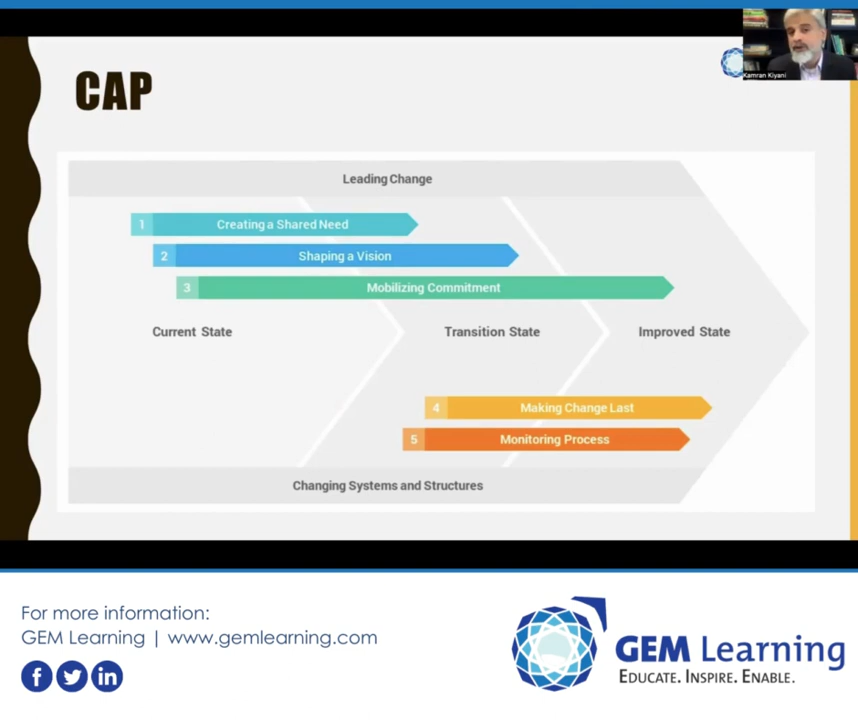 Kamran Kiyani
CAP
Leading Change
1 Creating a Shared Need
2 Shaping a Vision
3 Mobilizing Commitment
Current State Transition State Improved State
4 Making Change Last
5 Monitoring Process
Changing Systems and Structures
For more information:
GEM Learning | www.gemlearning.com
f in
GEM Learning
EDUCATE. INSPIRE. ENABLE.